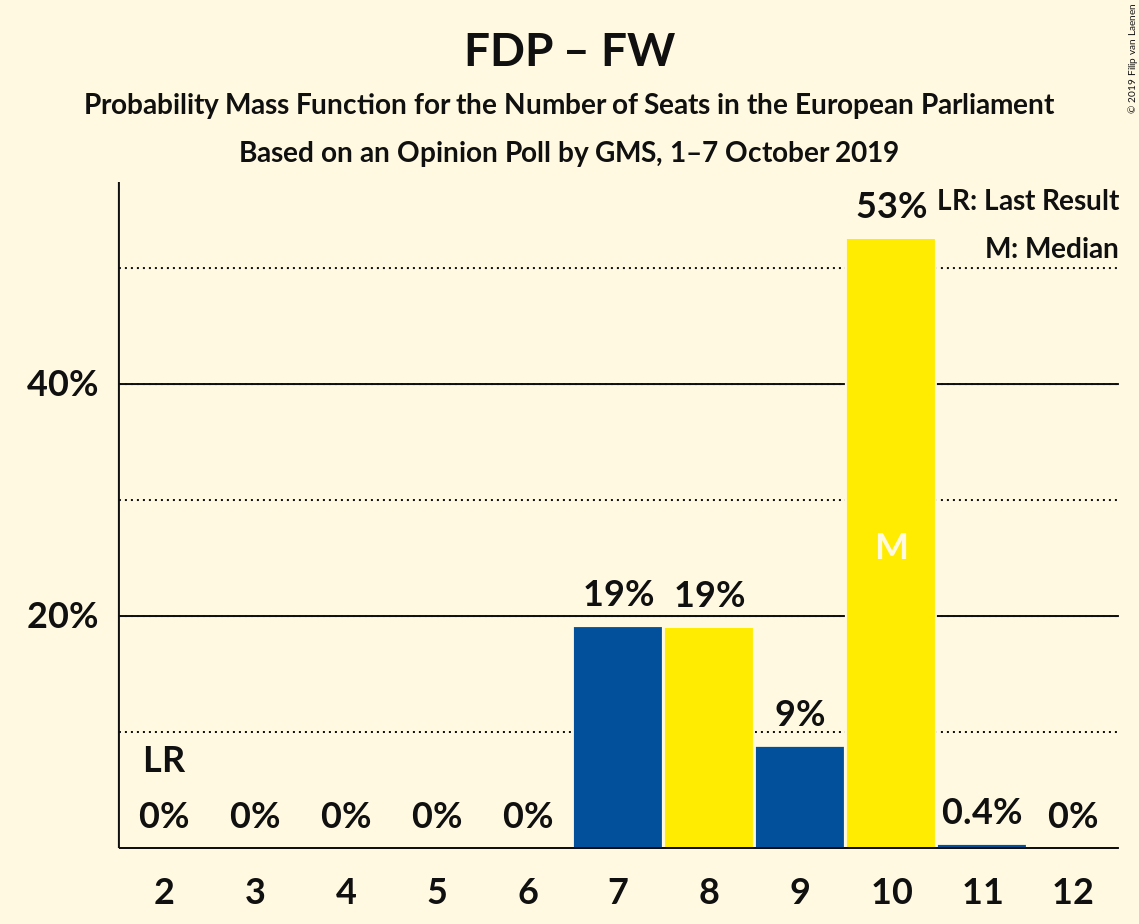 FDP – FW
Probability Mass Function for the Number of Seats in the European Parliament
Based on an Opinion Poll by GMS, 1–7 October 2019
© 2019 Filip van Laenen
LR: Last Result
M: Median
53%
40%
M
19% 19%
20%
9%
LR
0% 0% 0% 0% 0% 0.4% 0%
2 3 4 5 6 7 8 9 10 11 12